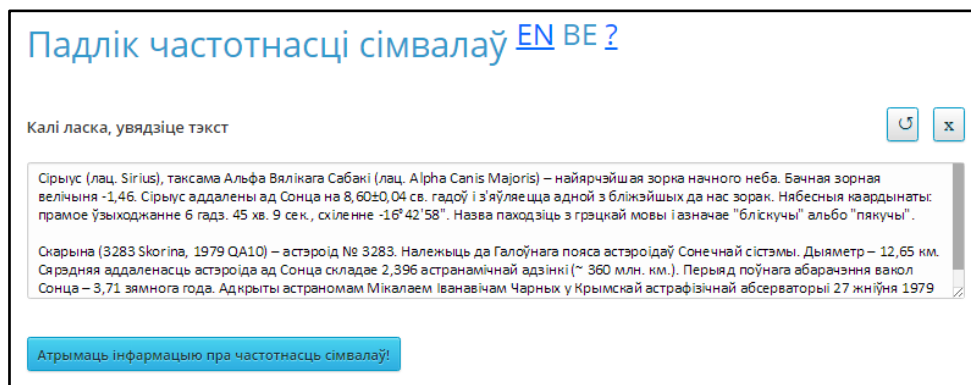 Падлік частотнасці сімвалаў EN BE ?
Калі ласка, увядзіце тэкст
↺ x
Сірыус (лац. Sirius), таксама Альфа Вялікага Сабакі (лац. Alpha Canis Majoris) – найярчэйшая зорка начнога неба. Бачная зорная
велічыня -1,46. Сірыус аддалены ад Сонца на 8,60±0,04 св. гадоў і з'яўляецца адной з бліжэйшых да нас зорак. Нябесныя каардынаты:
прамое ўзыходжанне 6 гадз. 45 хв. 9 сек., схіленне -16°42'58". Назва паходзіць з грэцкай мовы і азначае "бліскучы" альбо "пякучы".
Скарына (3283 Skorina, 1979 QA10) – астэроід № 3283. Належыць да Галоўнага пояса астэроідаў Сонечнай сістэмы. Дыяметр – 12,65 км.
Сярэдняя аддаленасць астэроіда ад Сонца складае 2,396 астранамічнай адзінкі (~ 360 млн. км.). Перыяд поўнага абарачэння вакол
Сонца – 3,71 зямнога года. Адкрыты астраномам Мікалаем Іванавічам Чарных у Крымскай астрафізічнай абсерваторыі 27 жніўня 1979
Атрымаць інфармацыю пра частотнасць сімвалаў!